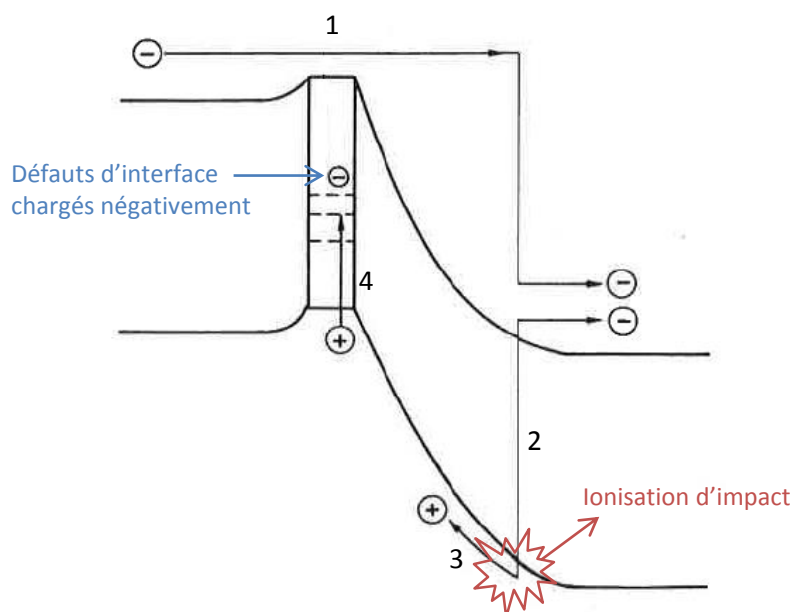 1
Défauts d'interface
chargés négativement
4
2
Ionisation d'impact
3